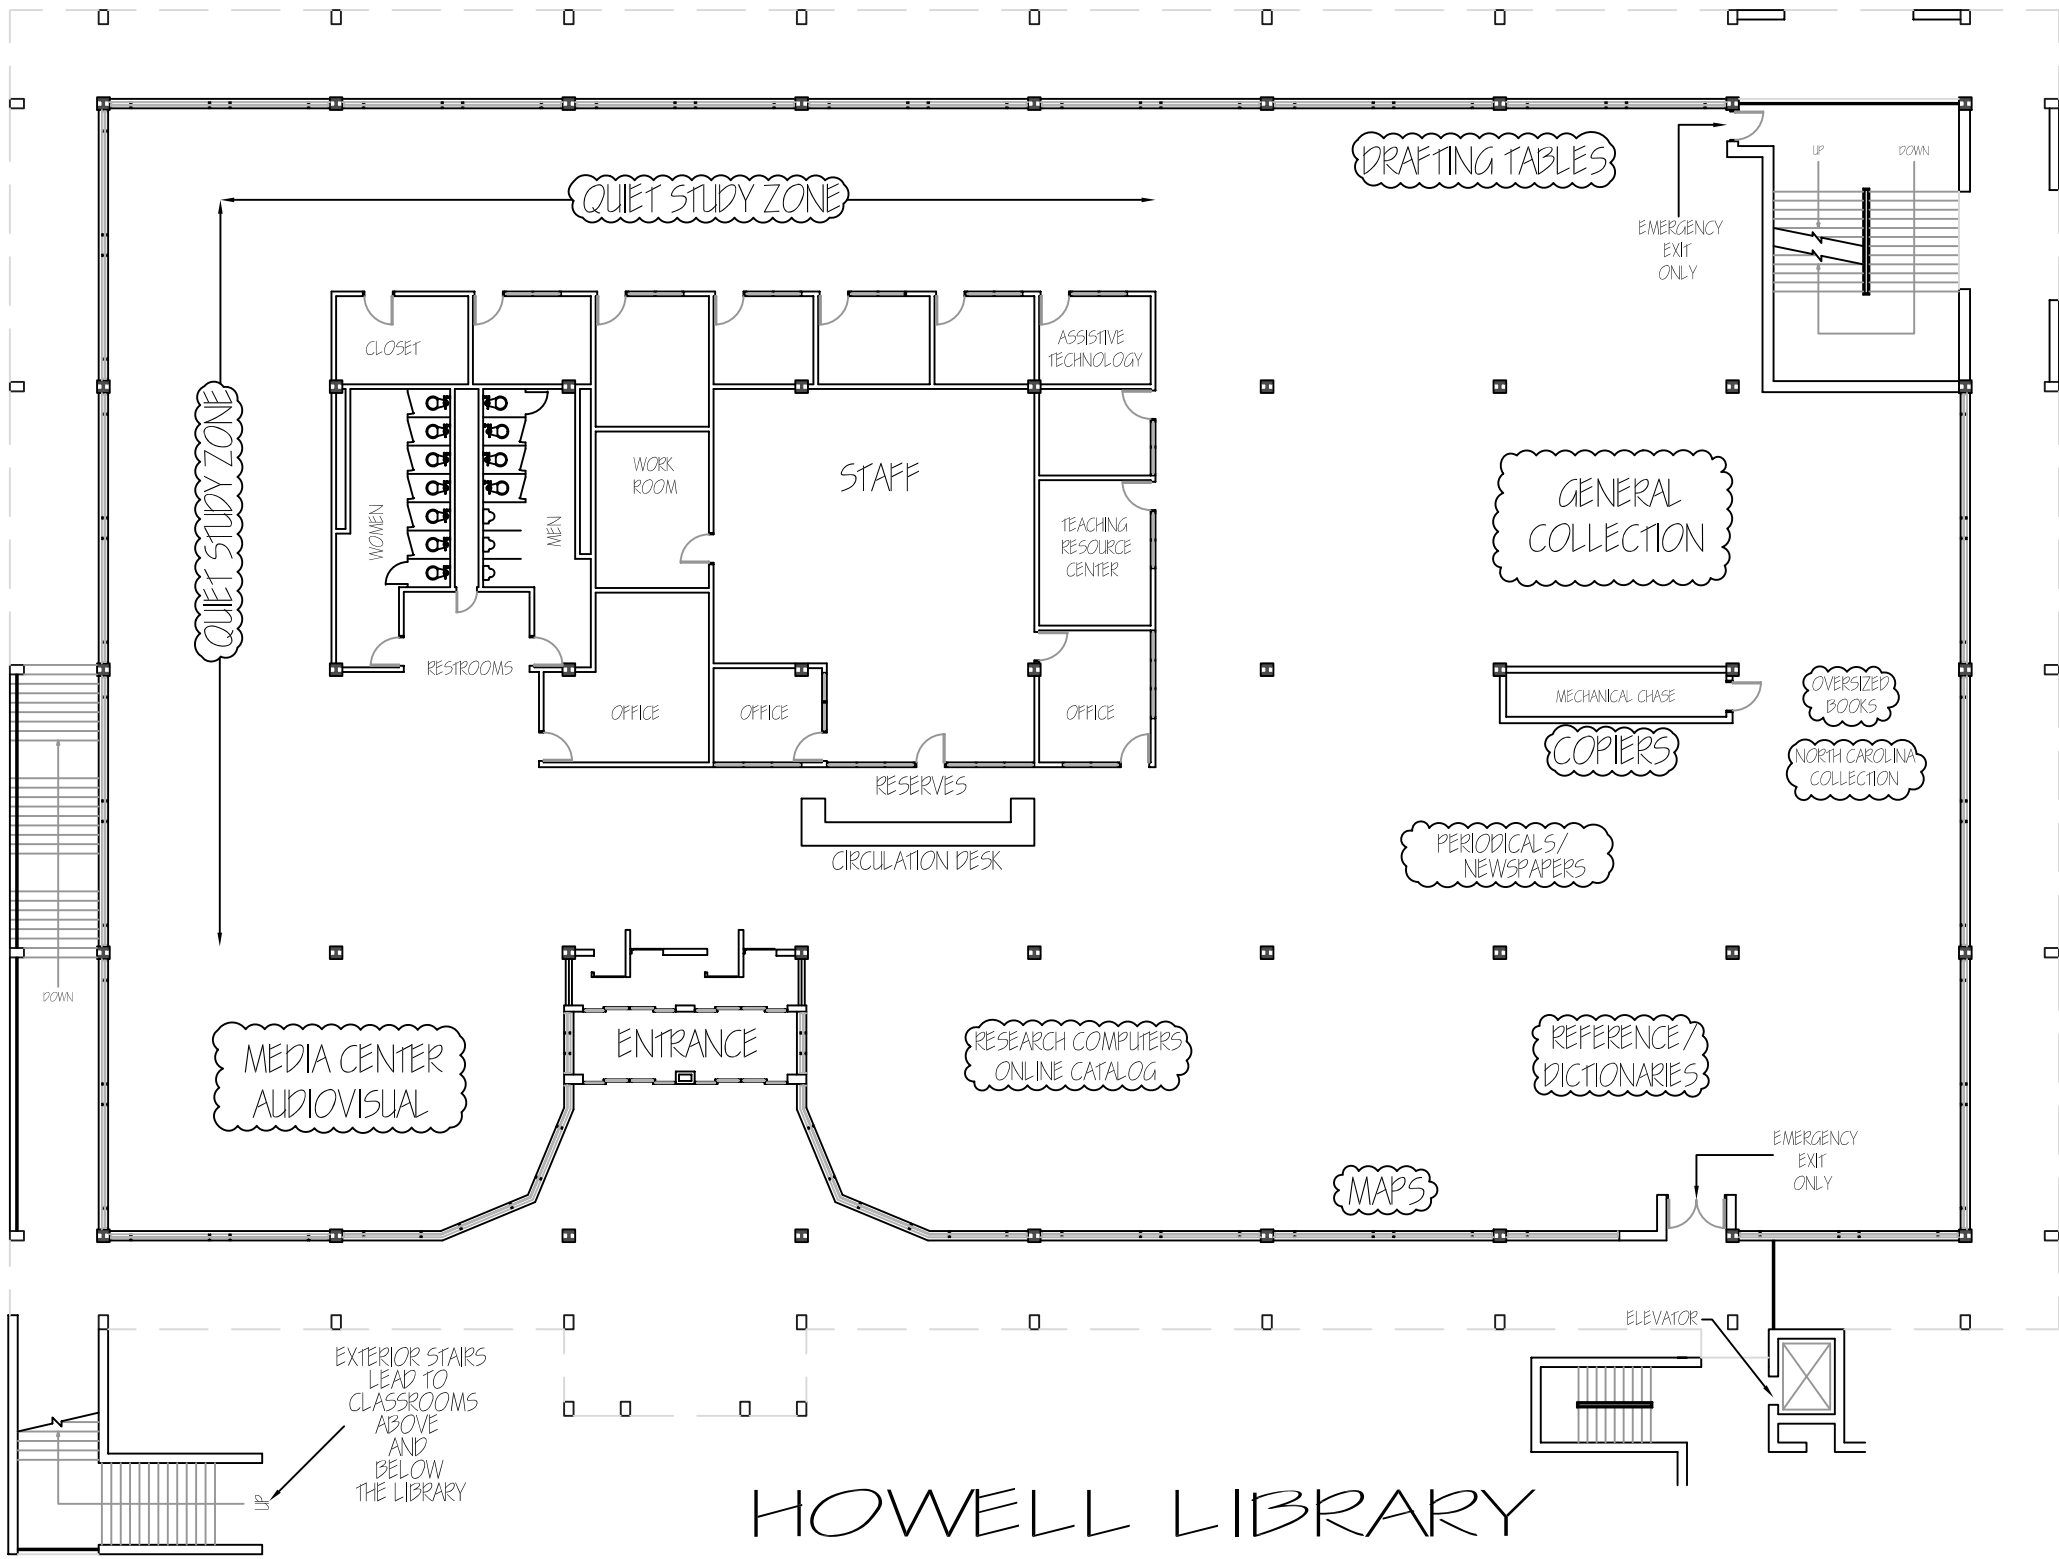 DRAFTING TABLES
UP
DOWN
QUIET STUDY ZONE
EMERGENCY
EXIT
ONLY
CLOSET
ASSISTIVE
TECHNOLOGY
QUIET STUDY ZONE
WOMEN
MEN
WORK
ROOM
STAFF
TEACHING
RESOURCE
CENTER
GENERAL
COLLECTION
RESTROOMS
OFFICE
OFFICE
OFFICE
MECHANICAL CHASE
OVERSIZED
BOOKS
COPIERS
NORTH CAROLINA
COLLECTION
RESERVES
CIRCULATION DESK
PERIODICALS/
NEWSPAPERS
DOWN
MEDIA CENTER
AUDIOVISUAL
ENTRANCE
RESEARCH COMPUTERS
ONLINE CATALOG
REFERENCE/
DICTIONARIES
EMERGENCY
EXIT
ONLY
MAPS
ELEVATOR
EXTERIOR STAIRS
LEAD TO
CLASSROOMS
ABOVE
AND
BELOW
THE LIBRARY
UP
HOWELL LIBRARY